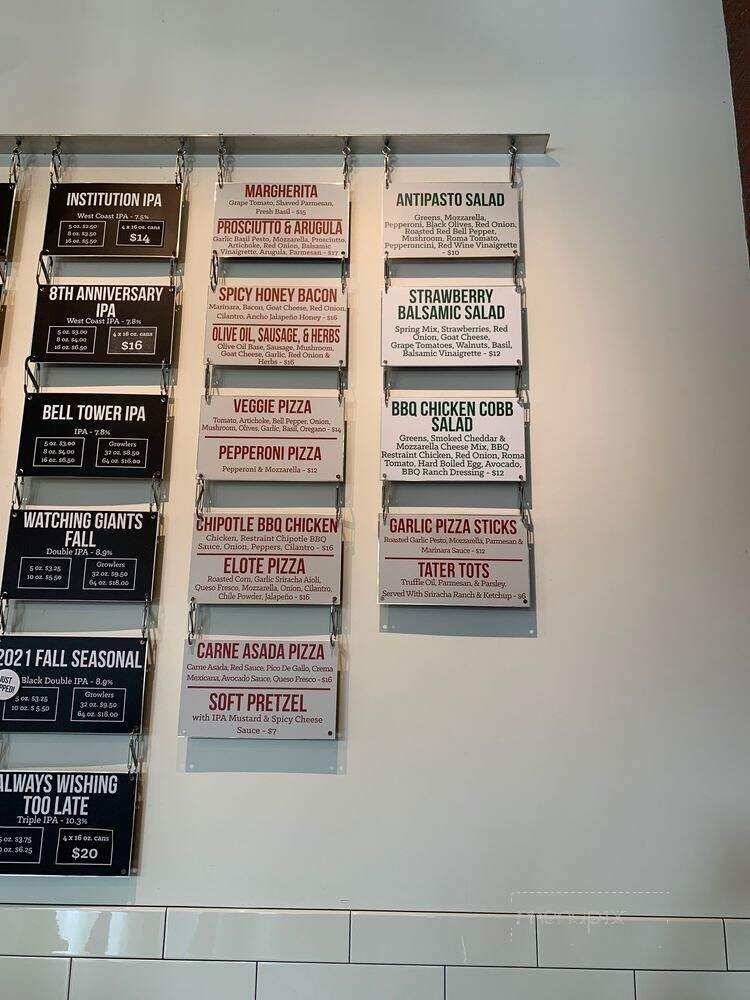 INSTITUTION IPA
West Coast IPA - 7.5%
5 oz. $2.50
8 oz. $3.50
16 oz. $5.50
4 x 16 oz. cans
$14
8TH ANNIVERSARY
IPA
West Coast IPA - 7.8%
5 oz. $3.00
8 oz. $4.00
16 oz. $6.50
4 x 16 oz. cans
$16
BELL TOWER IPA
IPA - 7.8%
5 oz. $3.00
8 oz. $4.00
16 oz. $6.50
Growlers
32 oz. $8.50
64 oz. $16.00
WATCHING GIANTS
FALL
Double IPA - 8.9%
5 oz. $3.25
10 oz. $5.50
Growlers
32 oz. $9.50
64 oz. $18.00
2021 FALL SEASONAL
Black Double IPA - 8.9%
JUST
5 oz. $3.25
10 oz. $ 5.50
Growlers
32 oz. $9.50
64 oz. $18.00
ALWAYS WISHING
TOO LATE
Triple IPA - 10.3%
5 oz. $3.75
oz. $6.25
4 x 16 oz. cans
$20
MARGHERITA
Grape Tomato, Shaved Parmesan,
Fresh Basil - $15
PROSCIUTTO & ARUGULA
Garlic Basil Pesto, Mozzarella, Prosciutto,
Artichoke, Red Onion, Balsamic
Vinaigrette, Arugula, Parmesan - $17
SPICY HONEY BACON
Marinara, Bacon, Goat Cheese, Red Onion,
Cilantro, Ancho Jalapeño Honey - $16
OLIVE OIL, SAUSAGE, & HERBS
Olive Oil Base, Sausage, Mushroom,
Goat Cheese, Garlic, Red Onion &
Herbs - $16
VEGGIE PIZZA
Tomato, Artichoke, Bell Pepper, Onion,
Mushroom, Olives, Garlic, Basil, Oregano - $14
PEPPERONI PIZZA
Pepperoni & Mozzarella - $12
CHIPOTLE BBQ CHICKEN
Chicken, Restraint Chipotle BBQ
Sauce, Onion, Peppers, Cilantro - $16
ELOTE PIZZA
Roasted Corn, Garlic Sriracha Aioli,
Queso Fresco, Mozzarella, Onion, Cilantro,
Chile Powder, Jalapeño - $16
CARNE ASADA PIZZA
Carne Asada, Red Sauce, Pico De Gallo, Crema
Mexicana, Avocado Sauce, Queso Fresco - $16
SOFT PRETZEL
with IPA Mustard & Spicy Cheese
Sauce - $7
ANTIPASTO SALAD
Greens, Mozzarella,
Pepperoni, Black Olives, Red Onion,
Roasted Red Bell Pepper,
Mushroom, Roma Tomato,
Pepperoncini, Red Wine Vinaigrette
- $10
STRAWBERRY
BALSAMIC SALAD
Spring Mix, Strawberries, Red
Onion, Goat Cheese,
Grape Tomatoes, Walnuts, Basil,
Balsamic Vinaigrette - $12
BBQ CHICKEN COBB
SALAD
Greens, Smoked Cheddar &
Mozzarella Cheese Mix, BBQ
Restraint Chicken, Red Onion, Roma
Tomato, Hard Boiled Egg, Avocado,
BBQ Ranch Dressing - $12
GARLIC PIZZA STICKS
Roasted Garlic Pesto, Mozzarella, Parmesan &
Marinara Sauce - $12
TATER TOTS
Truffle Oil, Parmesan, & Parsley.
Served With Sriracha Ranch & Ketchup - $6
menupix